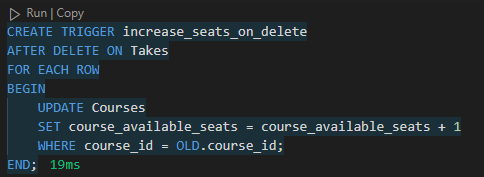 Run | Copy
CREATE TRIGGER increase_seats_on_delete
AFTER DELETE ON Takes
FOR EACH ROW
BEGIN
    UPDATE Courses
    SET course_available_seats = course_available_seats + 1
    WHERE course_id = OLD.course_id;
END; 19ms